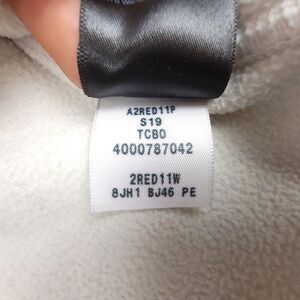 A2RED11P
S19
TCBO
4000787042
2RED11W
8JH1 BJ46 PE